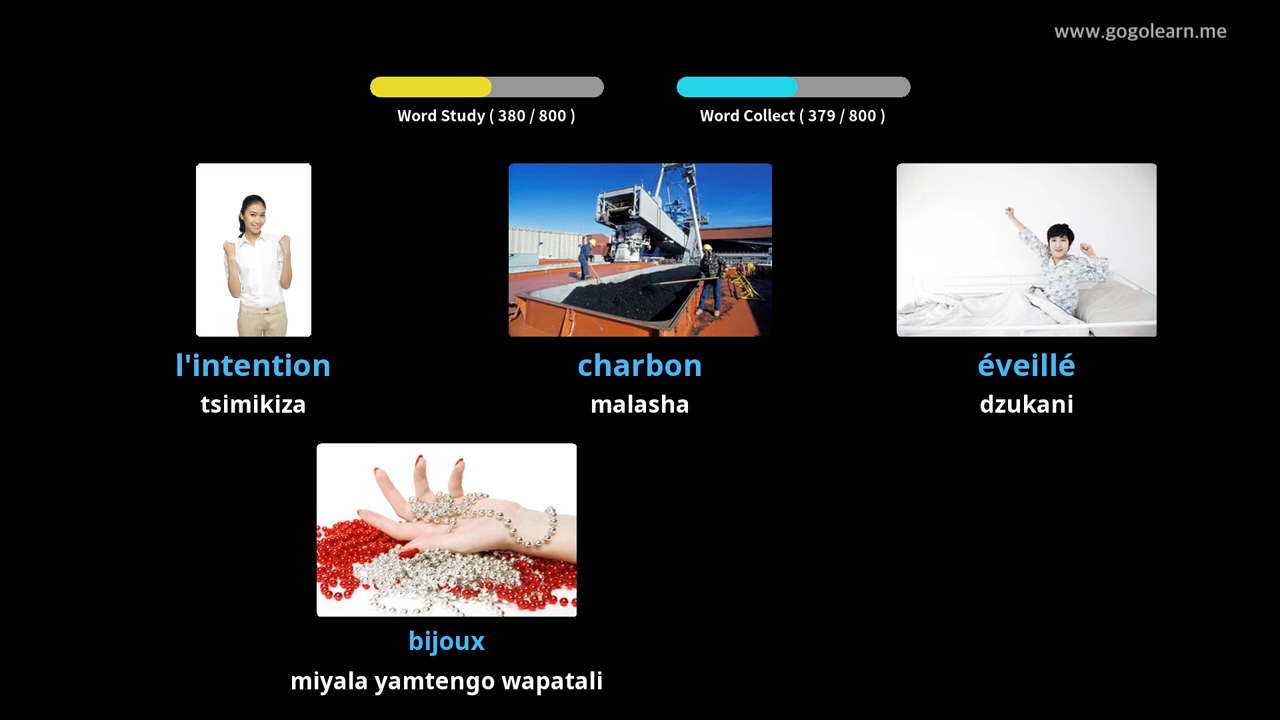 www.gogolearn.me
Word Study ( 380 / 800 )
Word Collect ( 379 / 800 )
l'intention
tsimikiza
charbon
malasha
éveillé
dzukani
bijoux
miyala yamtengo wapatali